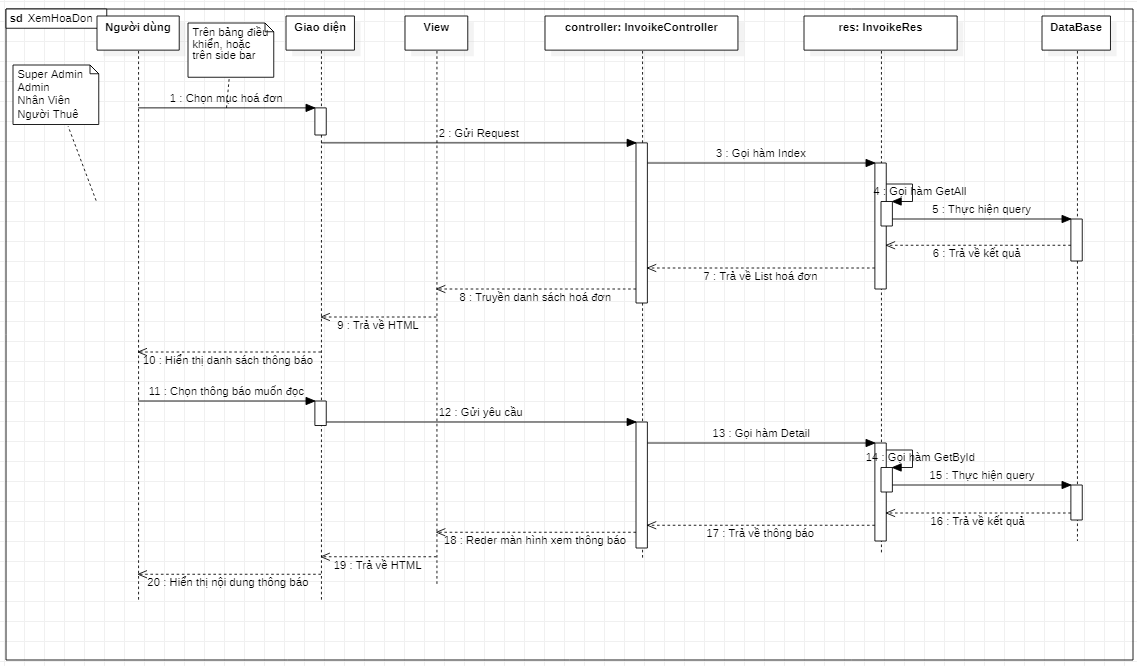 sd XemHoaDon
Người dùng
Trên bảng điều
khiển, hoặc
trên side bar
Giao diện
View
controller: InvoikeController
res: InvoikeRes
DataBase
Super Admin
Admin
Nhân Viên
Người Thuê
1 : Chọn mục hoá đơn
2 : Gửi Request
3 : Gọi hàm Index
4 : Gọi hàm GetAll
5 : Thực hiện query
6 : Trả về kết quả
7 : Trả về List hoá đơn
8 : Truyền danh sách hoá đơn
9 : Trả về HTML
10 : Hiển thị danh sách thông báo
11 : Chọn thông báo muốn đọc
12 : Gửi yêu cầu
13 : Gọi hàm Detail
14 : Gọi hàm GetById
15 : Thực hiện query
16 : Trả về kết quả
17 : Trả về thông báo
18 : Reder màn hình xem thông báo
19 : Trả về HTML
20 : Hiển thị nội dung thông báo